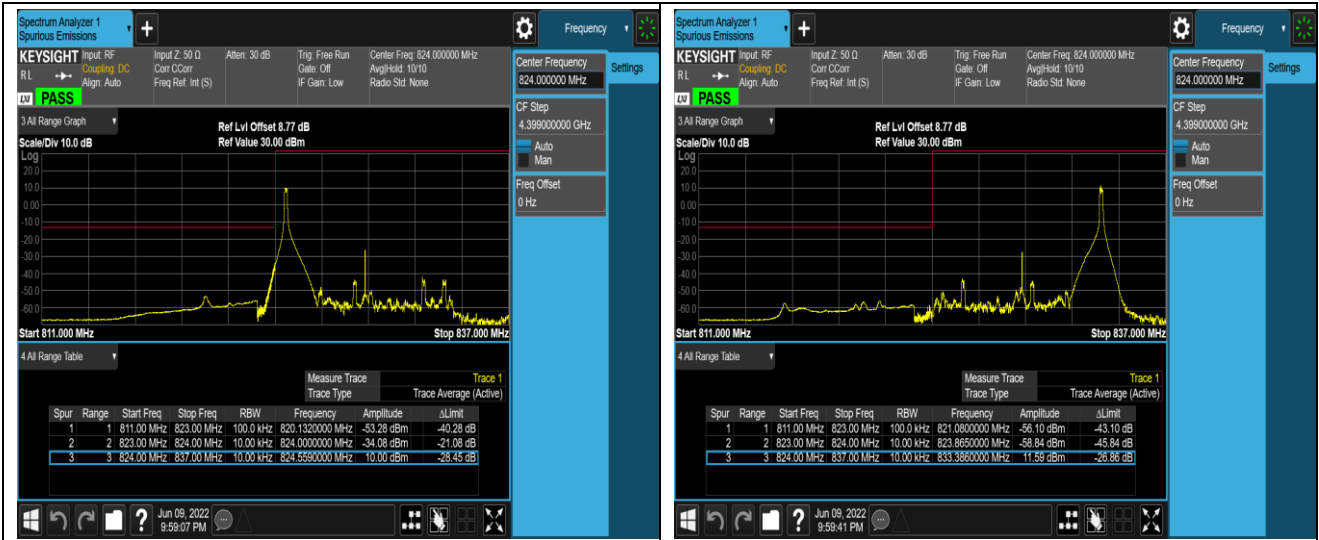 Spectrum Analyzer 1
Spurious Emissions
+
Frequency
KEYSIGHT Input: RF Input Z: 50 Ω Atten: 30 dB Trig: Free Run Center Freq: 824.000000 MHz
Coupling: DC Corr CCorr Gate: Off Avg|Hold: 10/10
RL Align: Auto Freq Ref: Int (S) IF Gain: Low Radio Std: None
LXI PASS
Center Frequency
824.000000 MHz
Settings
CF Step
4.399000000 GHz
Auto
Man
Freq Offset
0 Hz
3 All Range Graph
Ref Lvl Offset 8.77 dB
Scale/Div 10.0 dB Ref Value 30.00 dBm
Log
20.0
10.0
0.00
-10.0
-20.0
-30.0
-40.0
-50.0
-60.0
Start 811.000 MHz Stop 837.000 MHz
4 All Range Table
Measure Trace Trace 1
Trace Type Trace Average (Active)
Spur Range Start Freq Stop Freq RBW Frequency Amplitude ΔLimit
1 1 811.00 MHz 823.00 MHz 100.0 kHz 820.1320000 MHz -53.28 dBm -40.28 dB
2 2 823.00 MHz 824.00 MHz 10.00 kHz 824.0000000 MHz -34.08 dBm -21.08 dB
3 3 824.00 MHz 837.00 MHz 10.00 kHz 824.5590000 MHz 10.00 dBm -28.45 dB
?
Jun 09, 2022
9:59:07 PM
Spectrum Analyzer 1
Spurious Emissions
+
Frequency
KEYSIGHT Input: RF Input Z: 50 Ω Atten: 30 dB Trig: Free Run Center Freq: 824.000000 MHz
Coupling: DC Corr CCorr Gate: Off Avg|Hold: 10/10
RL Align: Auto Freq Ref: Int (S) IF Gain: Low Radio Std: None
LXI PASS
Center Frequency
824.000000 MHz
Settings
CF Step
4.399000000 GHz
Auto
Man
Freq Offset
0 Hz
3 All Range Graph
Ref Lvl Offset 8.77 dB
Scale/Div 10.0 dB Ref Value 30.00 dBm
Log
20.0
10.0
0.00
-10.0
-20.0
-30.0
-40.0
-50.0
-60.0
Start 811.000 MHz Stop 837.000 MHz
4 All Range Table
Measure Trace Trace 1
Trace Type Trace Average (Active)
Spur Range Start Freq Stop Freq RBW Frequency Amplitude ΔLimit
1 1 811.00 MHz 823.00 MHz 100.0 kHz 821.0800000 MHz -56.10 dBm -43.10 dB
2 2 823.00 MHz 824.00 MHz 10.00 kHz 823.8650000 MHz -58.84 dBm -45.84 dB
3 3 824.00 MHz 837.00 MHz 10.00 kHz 833.3860000 MHz 11.59 dBm -26.86 dB
?
Jun 09, 2022
9:59:41 PM